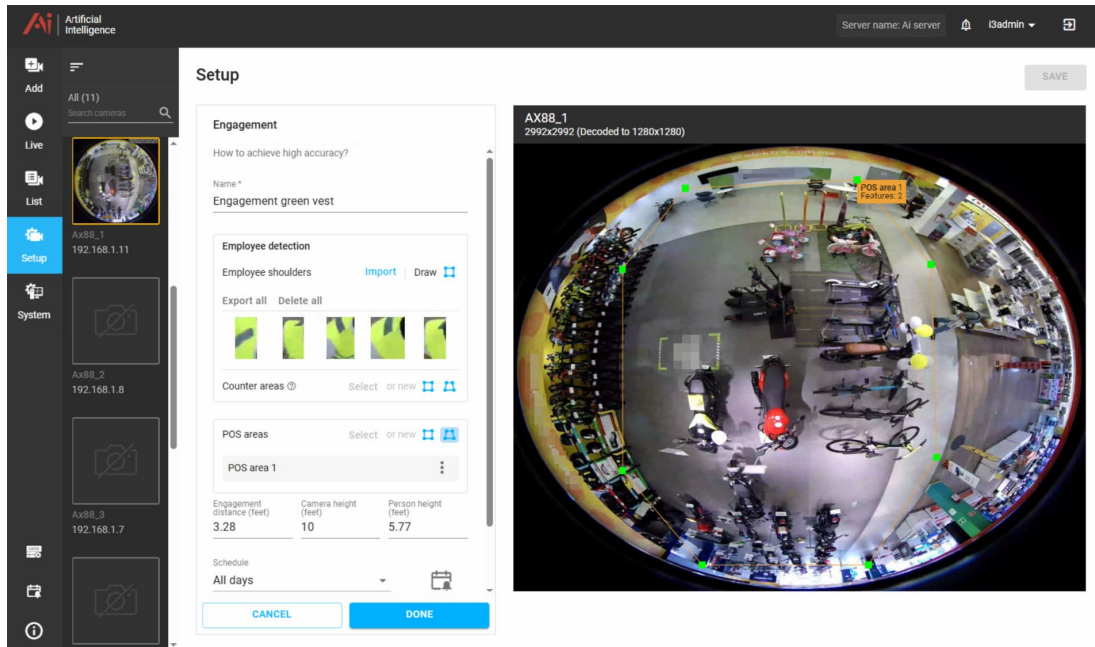 Ai
Artificial
Intelligence
Server name: Ai server
i3admin
Add
Live
List
Setup
System
All (11)
Search cameras
Ax88_1
192.168.1.11
Ax88_2
192.168.1.8
Ax88_3
192.168.1.7
Setup
SAVE
Engagement
How to achieve high accuracy?
Name *
Engagement green vest
Employee detection
Employee shoulders
Import
Draw
Export all Delete all
Counter areas
Select or new
POS areas
Select or new
POS area 1
Engagement
distance (feet)
3.28
Camera height
(feet)
10
Person height
(feet)
5.77
Schedule
All days
CANCEL
DONE
AX88_1
2992x2992 (Decoded to 1280x1280)
POS area 1
Features: 2